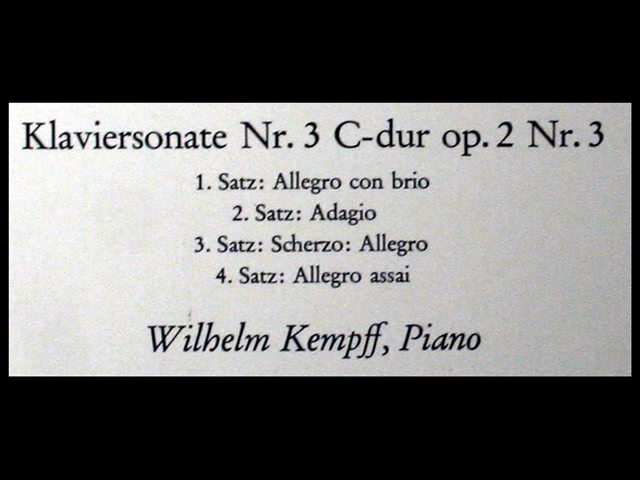 Klaviersonate Nr. 3 C-dur op. 2 Nr. 3
1. Satz: Allegro con brio
2. Satz: Adagio
3. Satz: Scherzo: Allegro
4. Satz: Allegro assai
Wilhelm Kempff, Piano